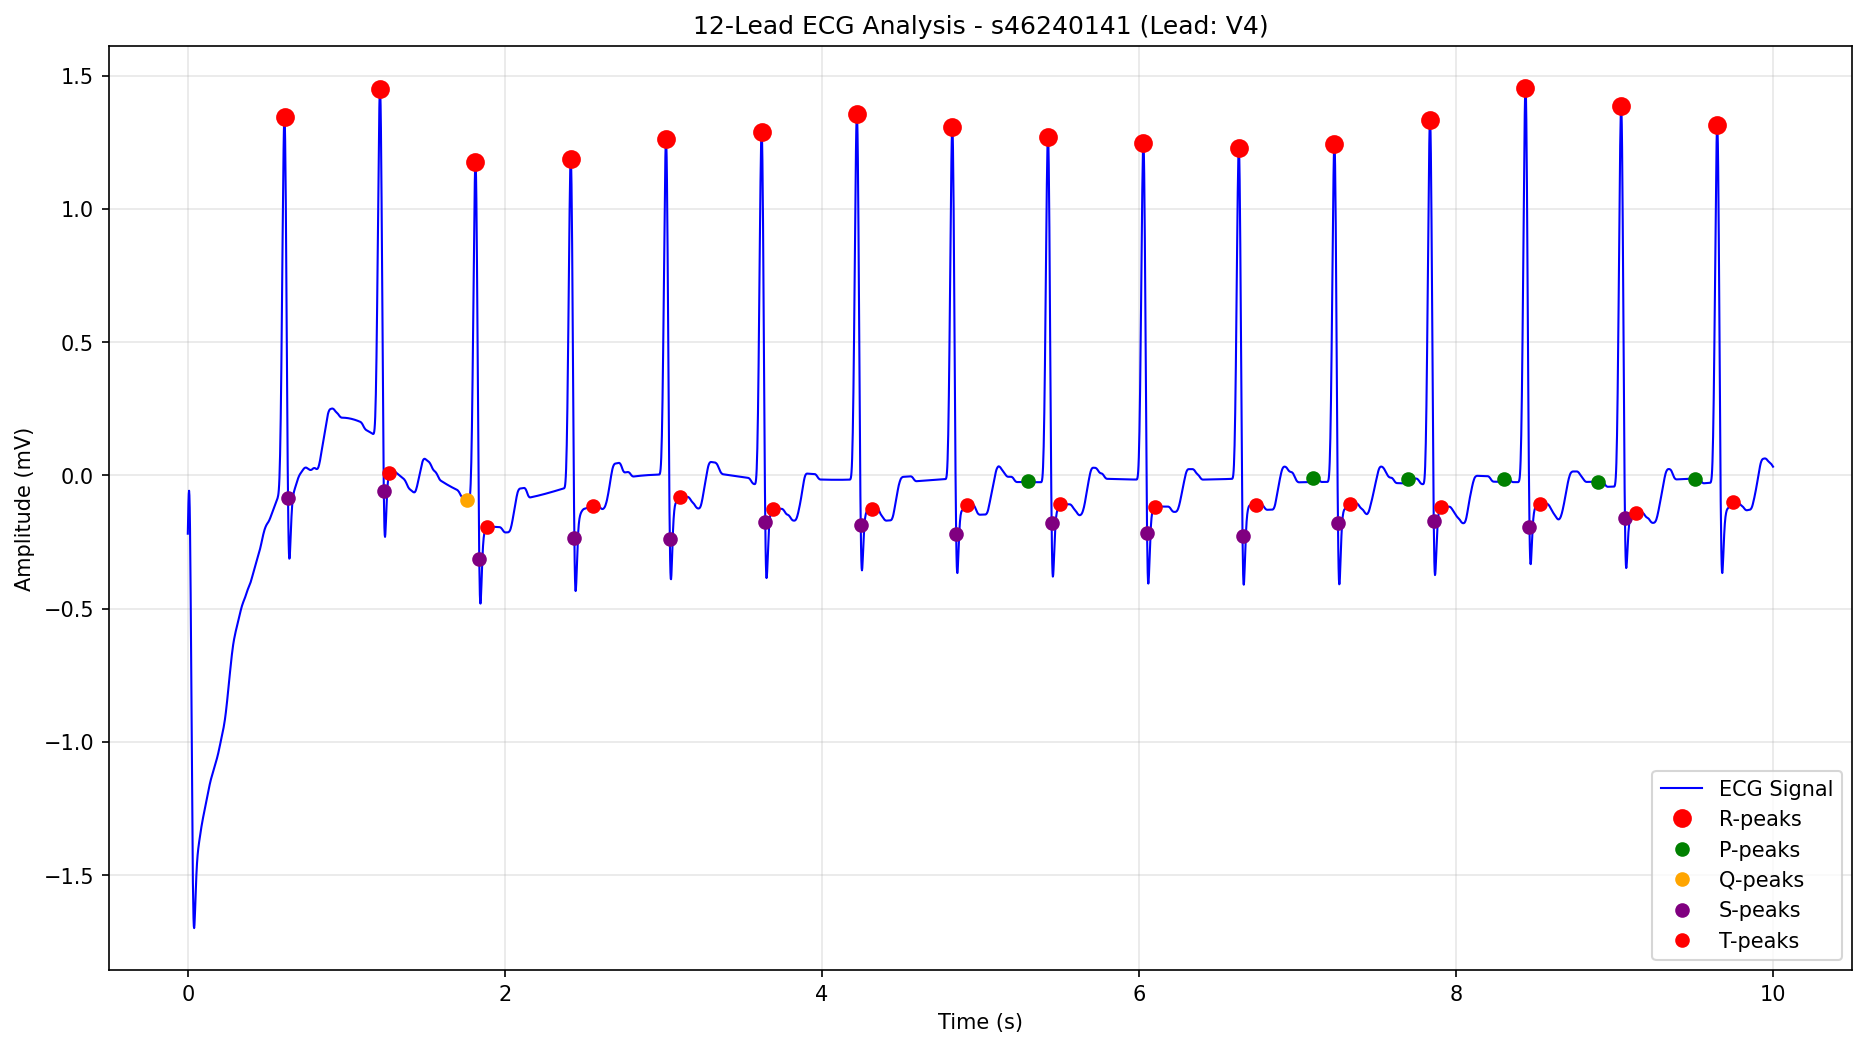 12-Lead ECG Analysis - s46240141 (Lead: V4)
Amplitude (mV)
1.5
1.0
0.5
0.0
−0.5
−1.0
−1.5
0 2 4 6 8 10
Time (s)
ECG Signal
R-peaks
P-peaks
Q-peaks
S-peaks
T-peaks